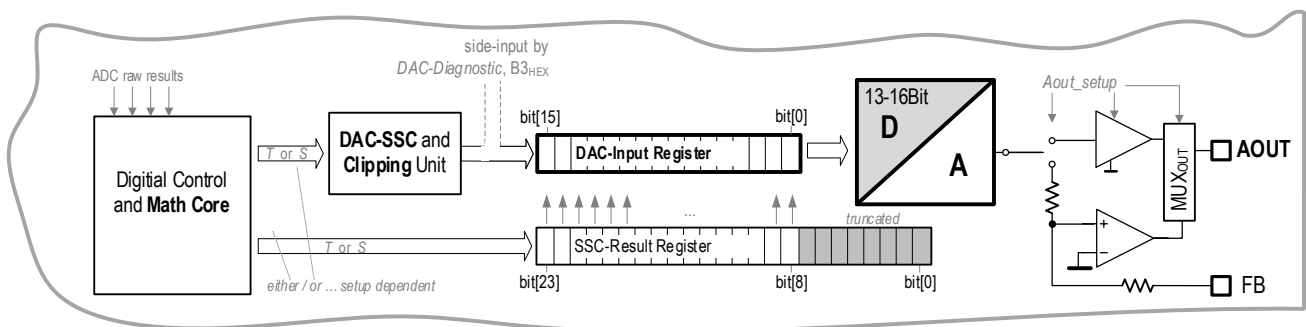 side-input by
DAC-Diagnostic, B3HEX
ADC raw results
Aout_setup
13-16Bit
D
A
bit[15]
bit[0]
DAC-SSC and
Clipping Unit
T or S
DAC-Input Register
AOUT
MUXOUT
Digitial Control
and Math Core
...
truncated
T or S
SSC-Result Register
+
−
bit[23]
bit[8]
bit[0]
FB
either / or ... setup dependent